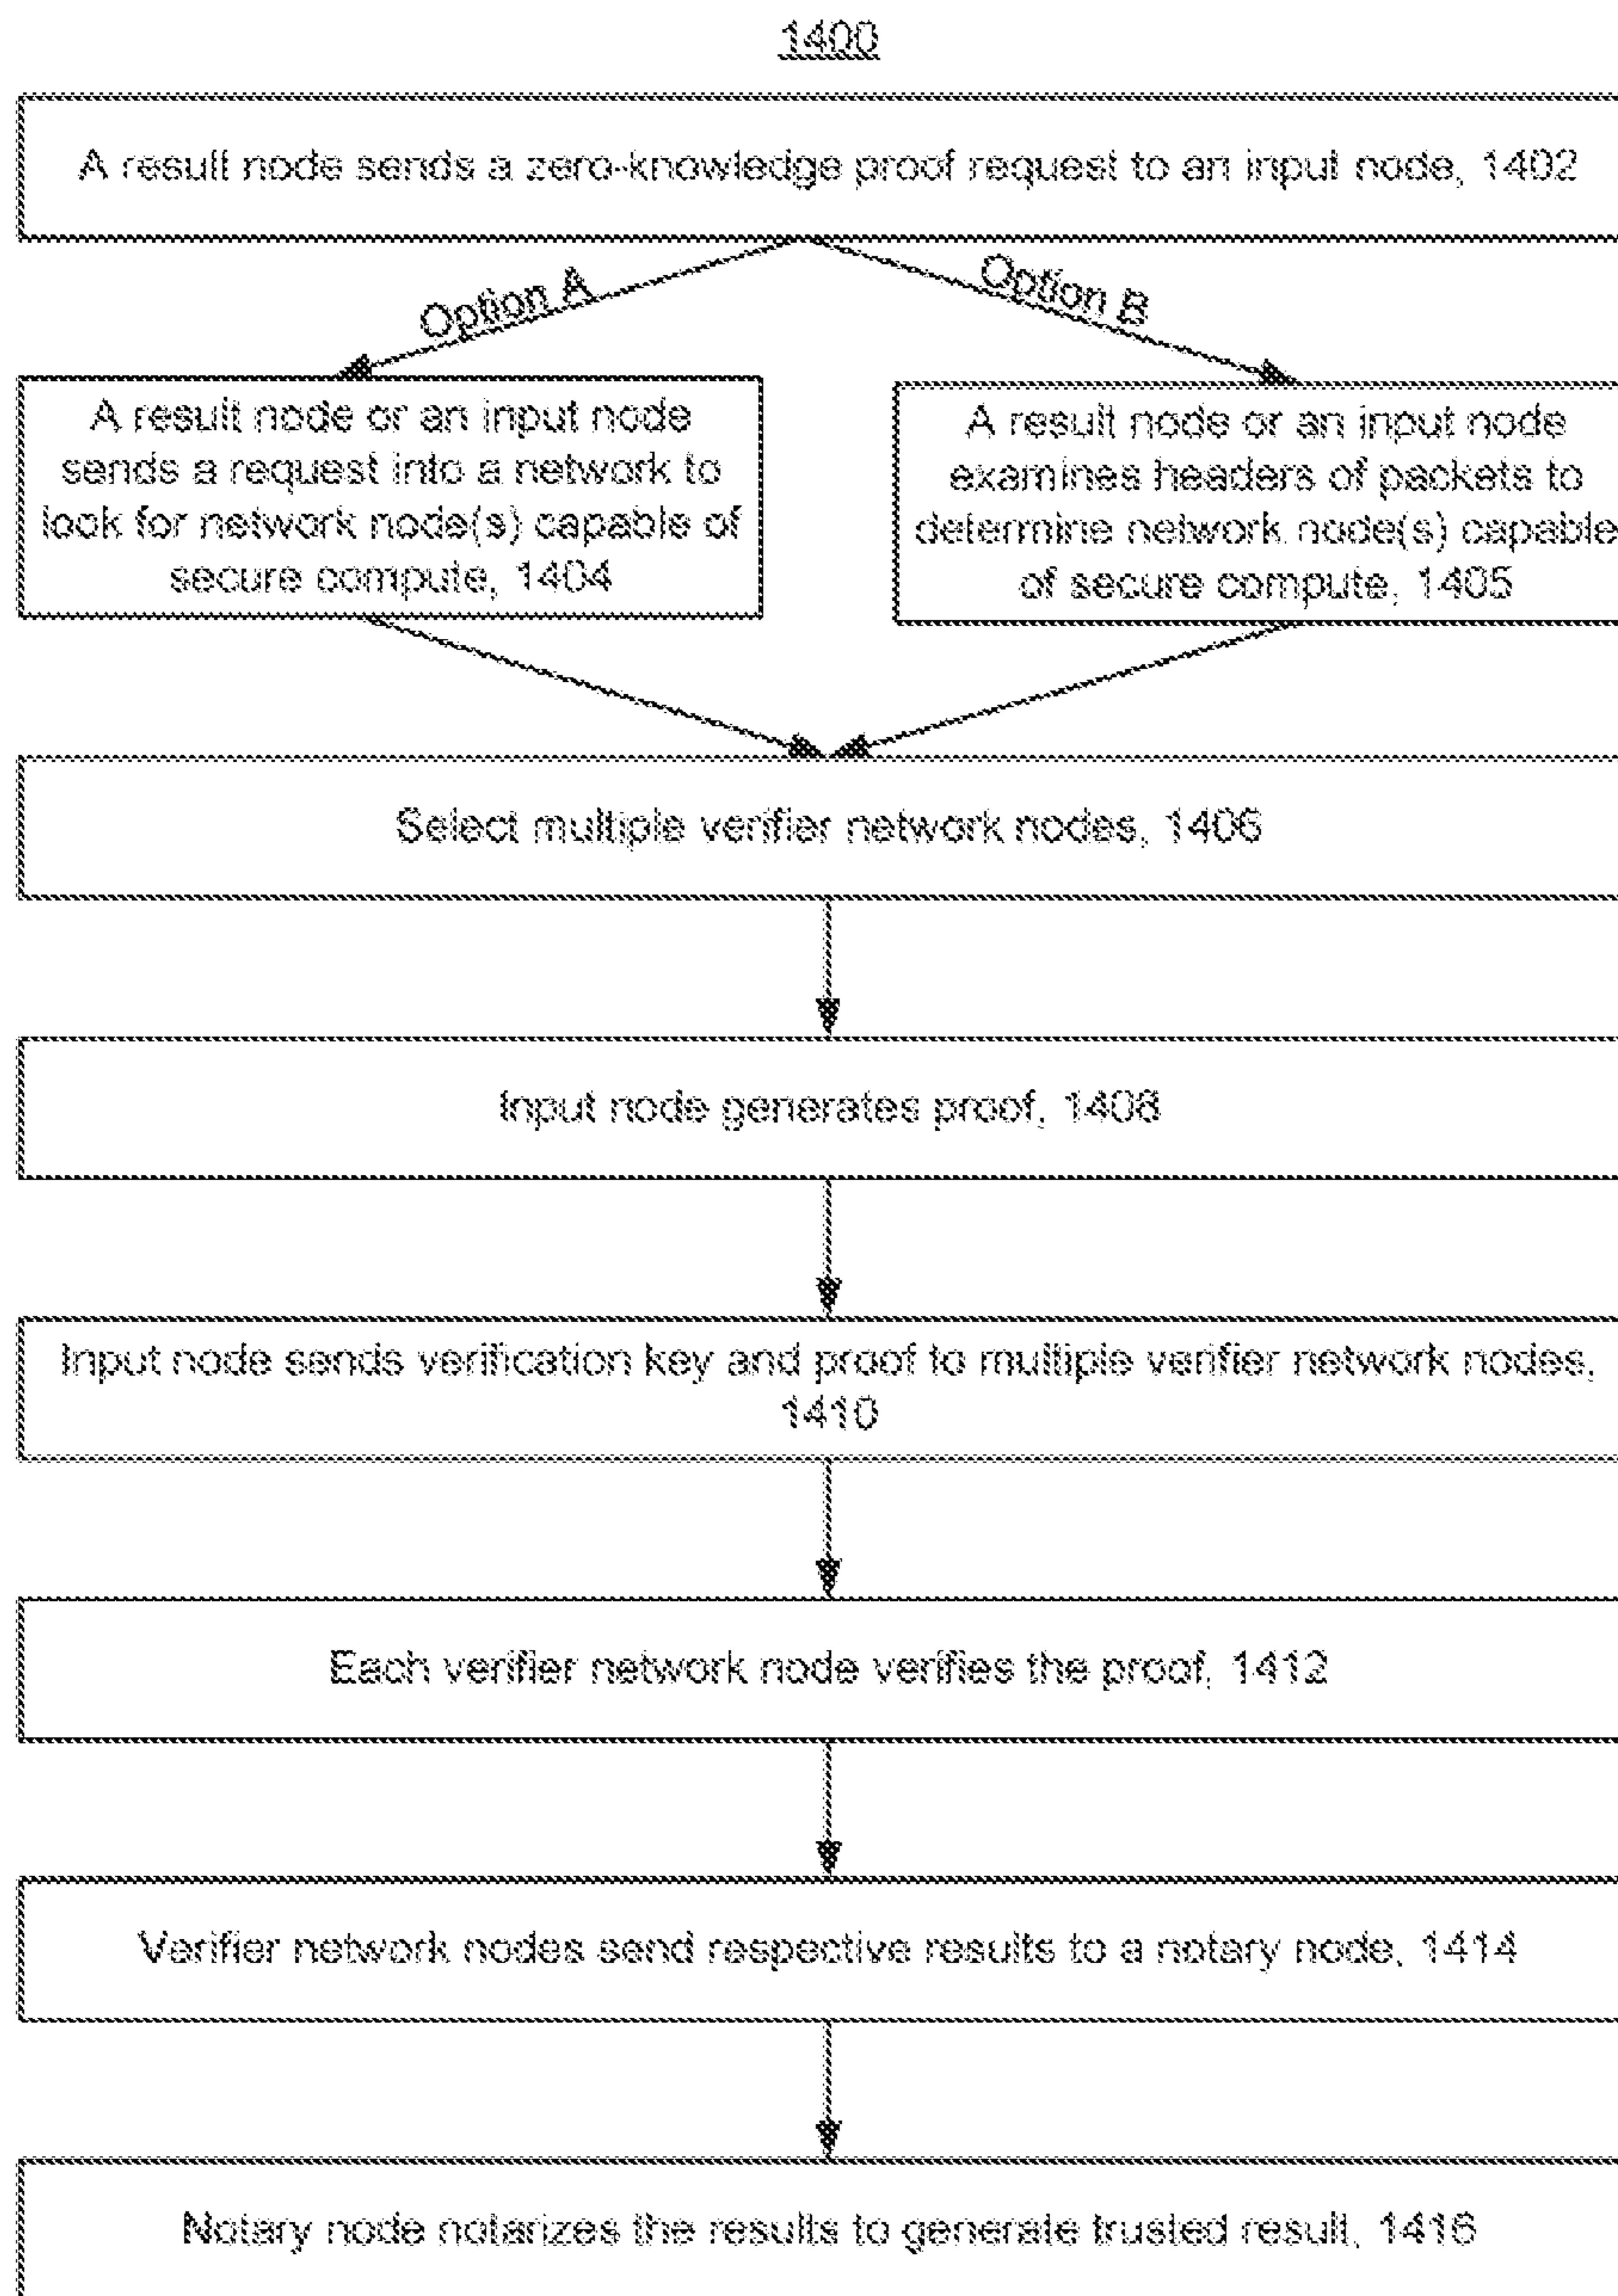 1400
A result node sends a zero-knowledge proof request to an input node, 1402
Option A
Option B
A result node or an input node
sends a request into a network to
look for network node(s) capable of
secure compute, 1404
A result node or an input node
examines headers of packets to
determine network node(s) capable
of secure compute, 1405
Select multiple verifier network nodes, 1406
Input node generates proof, 1408
Input node sends verification key and proof to multiple verifier network nodes,
1410
Each verifier network node verifies the proof, 1412
Verifier network nodes send respective results to a notary node, 1414
Notary node notarizes the results to generate trusted result, 1416